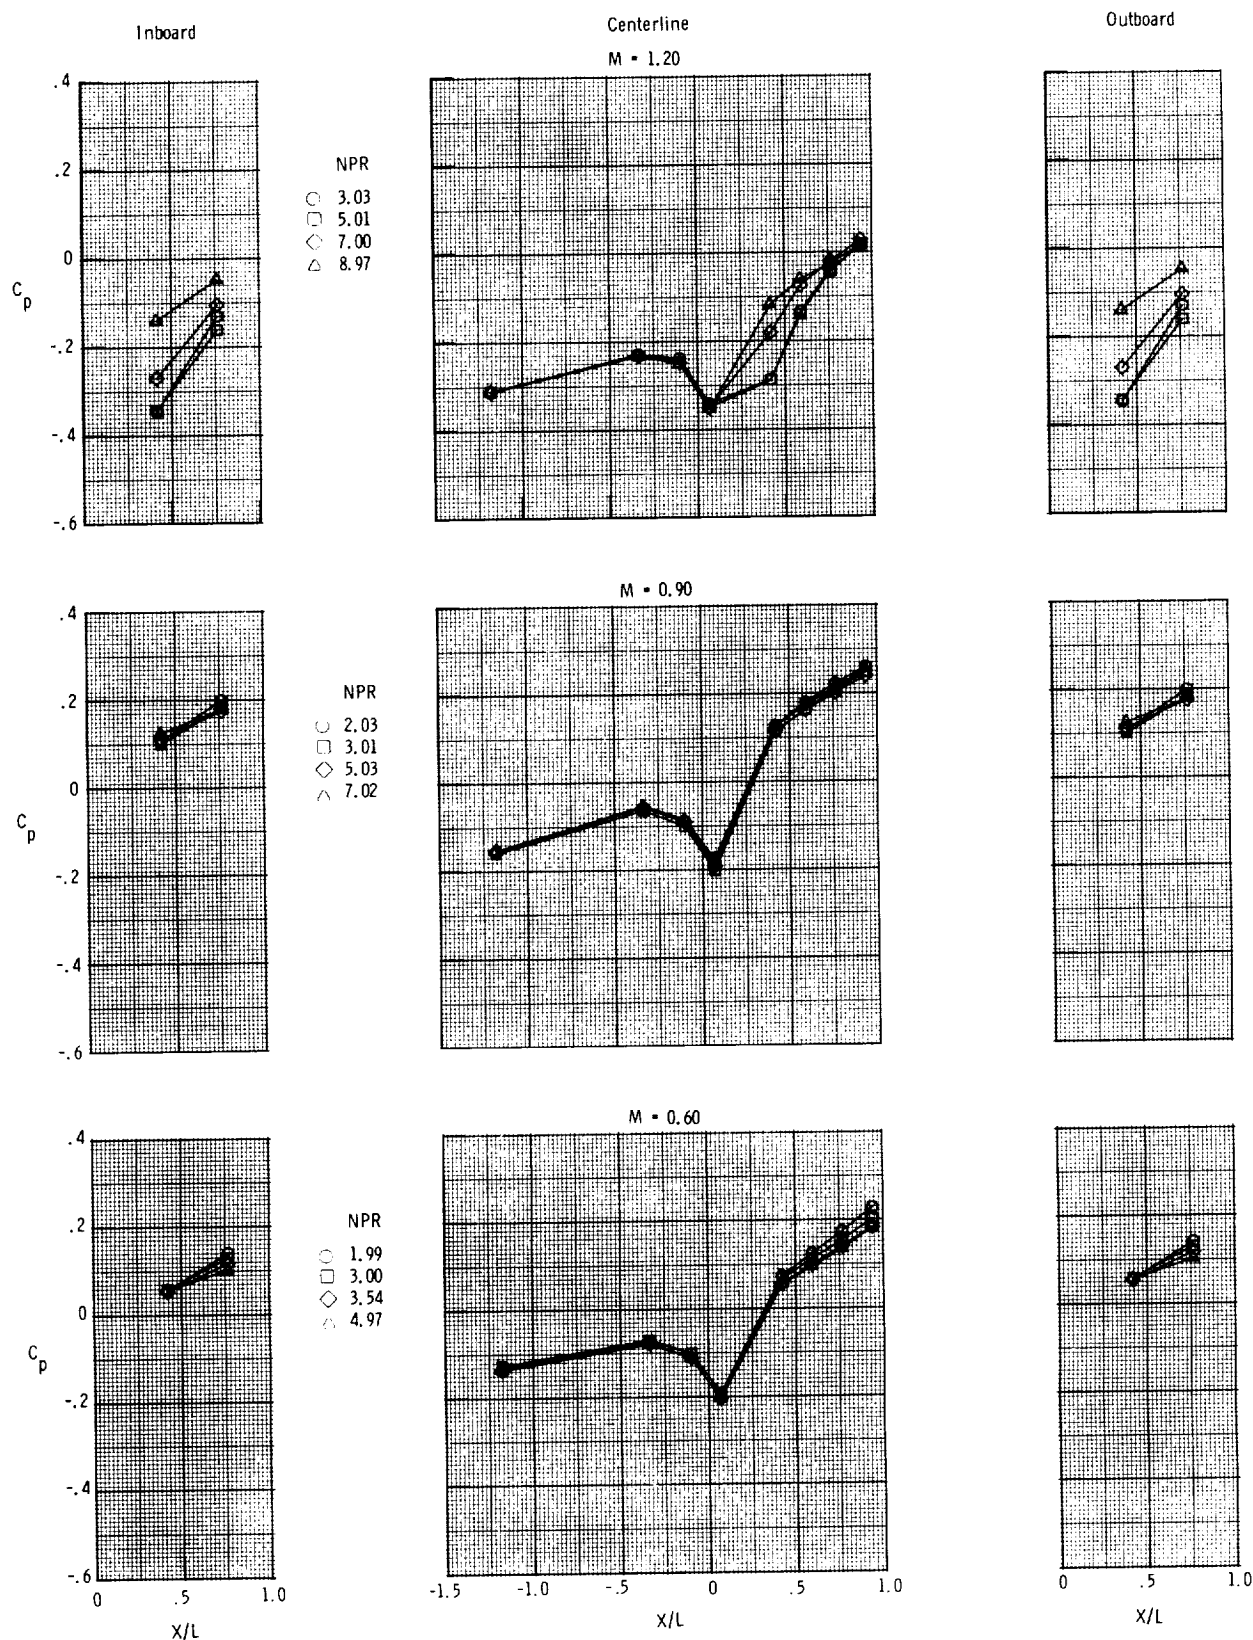 Inboard
Centerline
Outboard
M = 1.20
.4
.2
0
-.2
-.4
-.6
C_p
NPR
3.03
5.01
7.00
8.97
M = 0.90
.4
.2
0
-.2
-.4
-.6
C_p
NPR
2.03
3.01
5.03
7.02
M = 0.60
.4
.2
0
-.2
-.4
-.6
C_p
NPR
1.99
3.00
3.54
4.97
0 .5 1.0
X/L
-1.5 -1.0 -.5 0 .5 1.0
X/L
0 .5 1.0
X/L